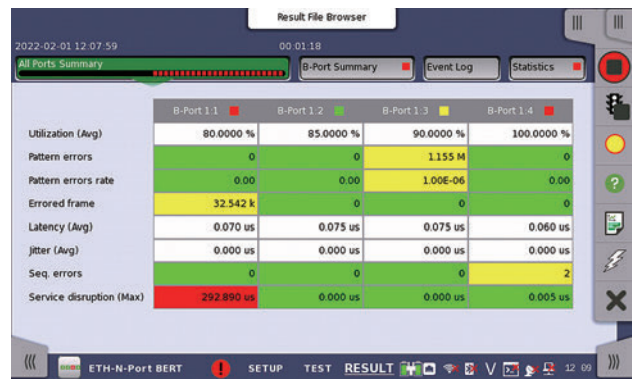 Result File Browser
2022-02-01 12:07:59 00:01:18
All Ports Summary B-Port Summary Event Log Statistics
B-Port 1:1 B-Port 1:2 B-Port 1:3 B-Port 1:4
Utilization (Avg) 80.0000 % 85.0000 % 90.0000 % 100.0000 %
Pattern errors 0 0 1.155 M 0
Pattern errors rate 0.00 0.00 1.00E-06 0.00
Errored frame 32.542 k 0 0 0
Latency (Avg) 0.070 us 0.075 us 0.075 us 0.060 us
Jitter (Avg) 0.000 us 0.000 us 0.000 us 0.000 us
Seq. errors 0 0 0 2
Service disruption (Max) 292.890 us 0.000 us 0.000 us 0.005 us
ETH-N-Port BERT SETUP TEST RESULT V 12 09